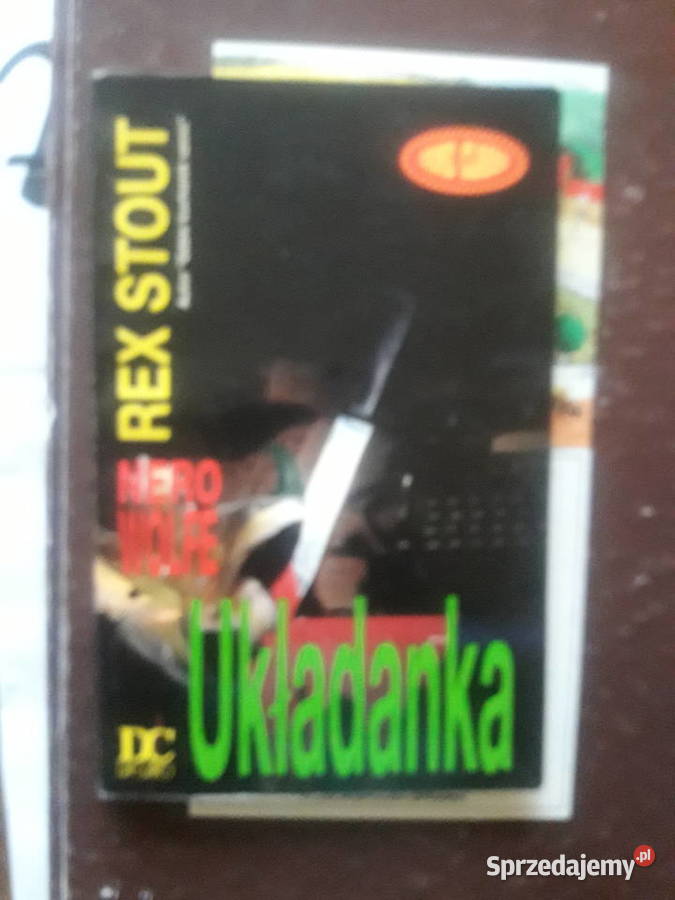 REX STOUT
NERO
WOLFE
Układanka
DC
Sprzedajemy.pl